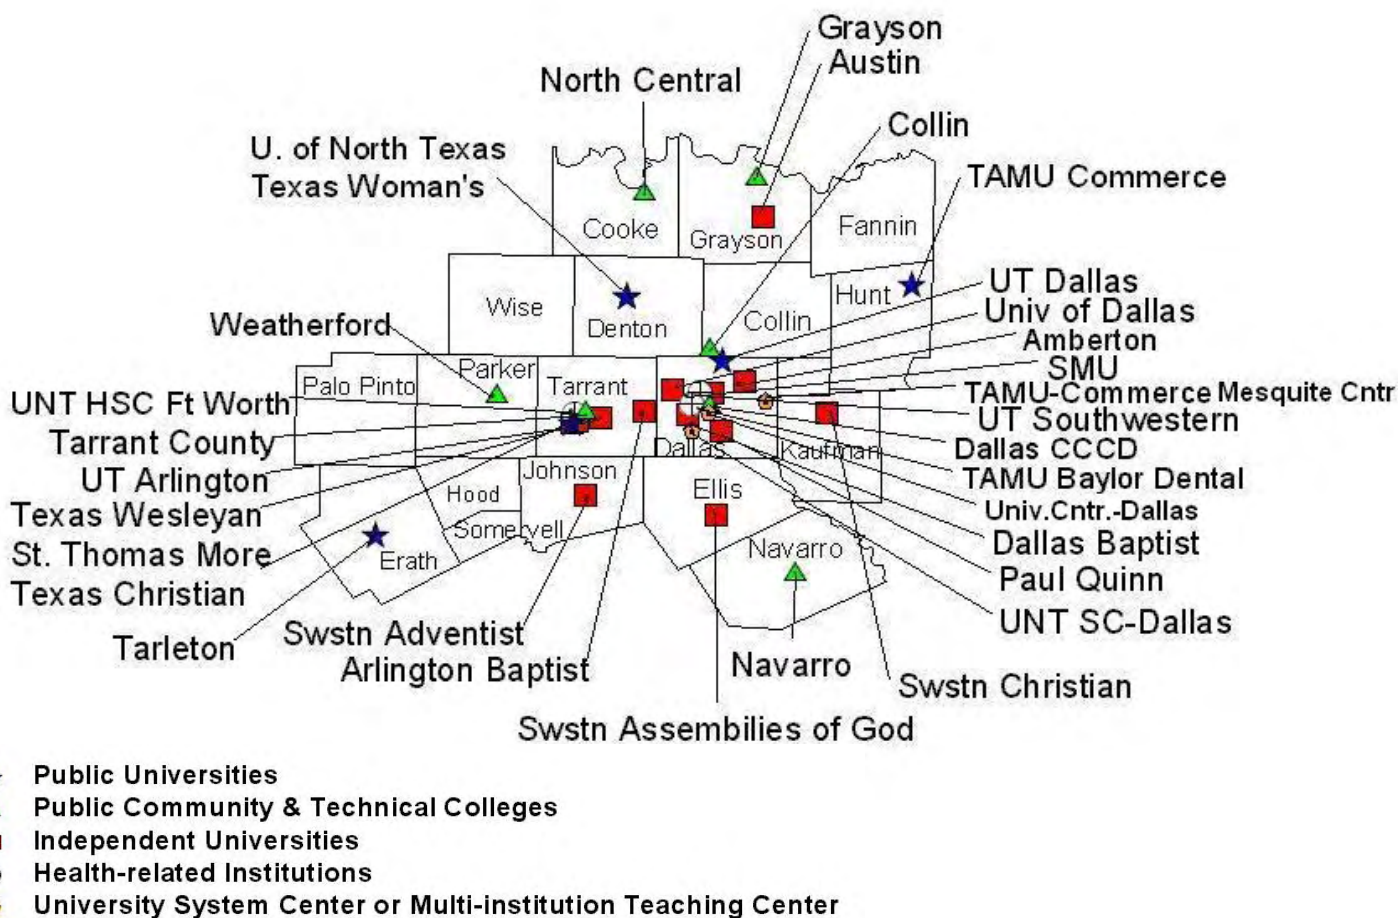 Grayson
Austin
North Central
Collin
U. of North Texas
Texas Woman's
TAMU Commerce
Cooke
Grayson
Fannin
UT Dallas
Hunt
Univ of Dallas
Wise
Denton
Collin
Weatherford
Amberton
SMU
Parker
Palo Pinto
Tarrant
TAMU-Commerce Mesquite Cntr
UNT HSC Ft Worth
UT Southwestern
Tarrant County
Dallas
Kaufman
Dallas CCCD
UT Arlington
Johnson
TAMU Baylor Dental
Hood
Ellis
Texas Wesleyan
Univ.Cntr.-Dallas
Somervell
St. Thomas More
Erath
Navarro
Dallas Baptist
Texas Christian
Paul Quinn
Tarleton
Swstn Adventist
UNT SC-Dallas
Arlington Baptist
Navarro
Swstn Christian
Swstn Assembilies of God
Public Universities
Public Community & Technical Colleges
Independent Universities
Health-related Institutions
University System Center or Multi-institution Teaching Center